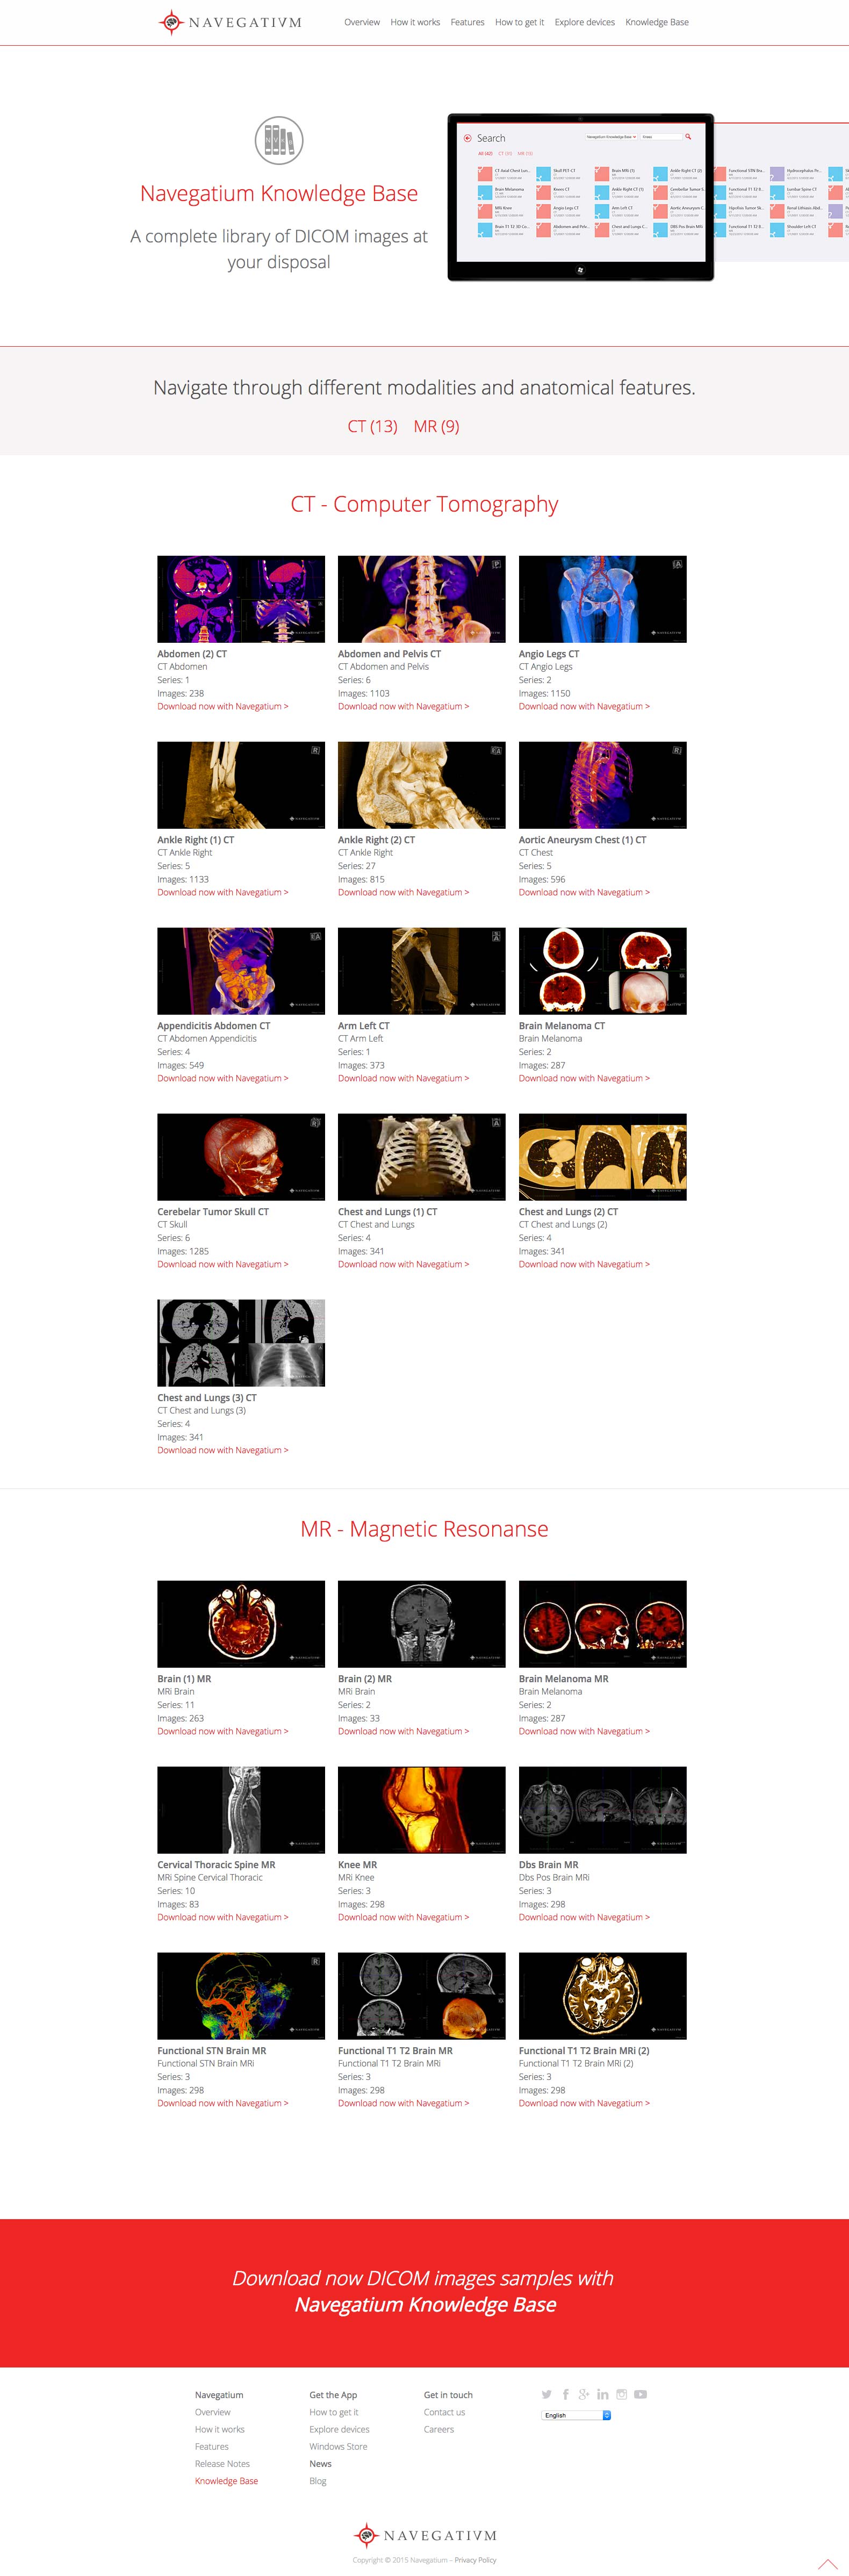 NAVEGATIVM
Overview How it works Features How to get it Explore devices Knowledge Base
Search
Navegatium Knowledge Base
A complete library of DICOM images at
your disposal
Navigate through different modalities and anatomical features.
CT (13) MR (9)
CT - Computer Tomography
Abdomen (2) CT
CT Abdomen
Series: 1
Images: 238
Download now with Navegatium >
Abdomen and Pelvis CT
CT Abdomen and Pelvis
Series: 6
Images: 1103
Download now with Navegatium >
Angio Legs CT
CT Angio Legs
Series: 2
Images: 1150
Download now with Navegatium >
Ankle Right (1) CT
CT Ankle Right
Series: 5
Images: 1133
Download now with Navegatium >
Ankle Right (2) CT
CT Ankle Right
Series: 27
Images: 815
Download now with Navegatium >
Aortic Aneurysm Chest (1) CT
CT Chest
Series: 5
Images: 596
Download now with Navegatium >
Appendicitis Abdomen CT
CT Abdomen Appendicitis
Series: 4
Images: 549
Download now with Navegatium >
Arm Left CT
CT Arm Left
Series: 1
Images: 373
Download now with Navegatium >
Brain Melanoma CT
Brain Melanoma
Series: 2
Images: 287
Download now with Navegatium >
Cerebelar Tumor Skull CT
CT Skull
Series: 6
Images: 1285
Download now with Navegatium >
Chest and Lungs (1) CT
CT Chest and Lungs
Series: 4
Images: 341
Download now with Navegatium >
Chest and Lungs (2) CT
CT Chest and Lungs (2)
Series: 4
Images: 341
Download now with Navegatium >
Chest and Lungs (3) CT
CT Chest and Lungs (3)
Series: 4
Images: 341
Download now with Navegatium >
MR - Magnetic Resonanse
Brain (1) MR
MRi Brain
Series: 11
Images: 263
Download now with Navegatium >
Brain (2) MR
MRi Brain
Series: 2
Images: 33
Download now with Navegatium >
Brain Melanoma MR
Brain Melanoma
Series: 2
Images: 287
Download now with Navegatium >
Cervical Thoracic Spine MR
MRi Spine Cervical Thoracic
Series: 10
Images: 83
Download now with Navegatium >
Knee MR
MRi Knee
Series: 3
Images: 298
Download now with Navegatium >
Dbs Brain MR
Dbs Pos Brain MRi
Series: 3
Images: 298
Download now with Navegatium >
Functional STN Brain MR
Functional STN Brain MRi
Series: 3
Images: 298
Download now with Navegatium >
Functional T1 T2 Brain MR
Functional T1 T2 Brain MRi
Series: 3
Images: 298
Download now with Navegatium >
Functional T1 T2 Brain MRi (2)
Functional T1 T2 Brain MRi (2)
Series: 3
Images: 298
Download now with Navegatium >
Download now DICOM images samples with
Navegatium Knowledge Base
Navegatium
Overview
How it works
Features
Release Notes
Knowledge Base
Get the App
How to get it
Explore devices
Windows Store
News
Blog
Get in touch
Contact us
Careers
English
NAVEGATIVM
Copyright © 2015 Navegatium – Privacy Policy